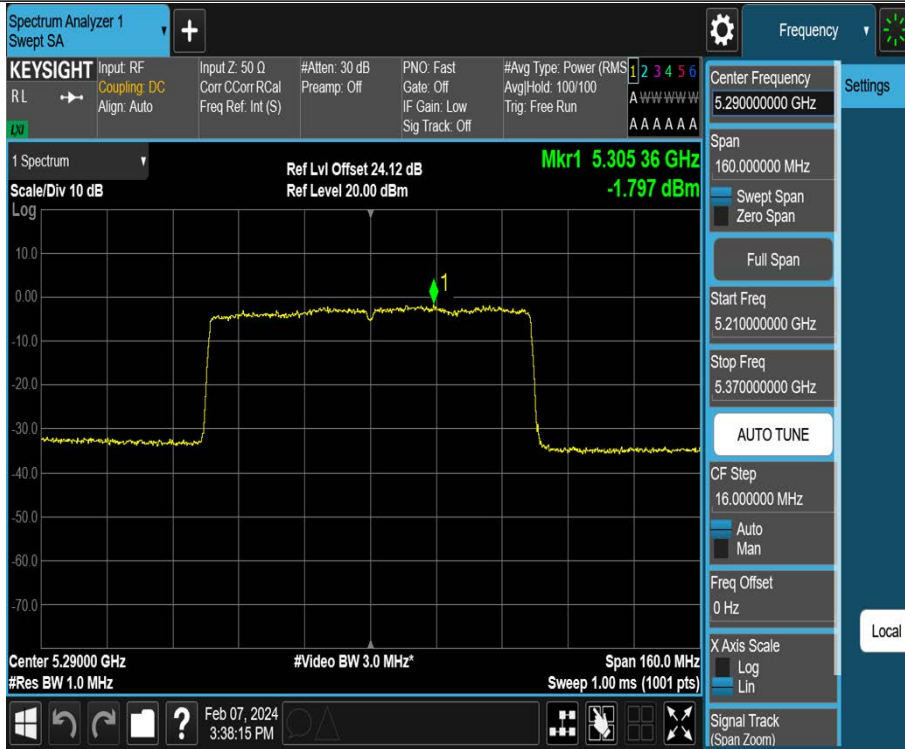 Spectrum Analyzer 1
Swept SA
Frequency
KEYSIGHT
R L
LXI
Input: RF
Coupling: DC
Align: Auto
Input Z: 50 Ω
Corr CCorr RCal
Freq Ref: Int (S)
#Atten: 30 dB
Preamp: Off
PNO: Fast
Gate: Off
IF Gain: Low
Sig Track: Off
#Avg Type: Power (RMS
Avg|Hold: 100/100
Trig: Free Run
1 2 3 4 5 6
A W W W W W
A A A A A A
1 Spectrum
Scale/Div 10 dB
Log
Ref Lvl Offset 24.12 dB
Ref Level 20.00 dBm
Mkr1 5.305 36 GHz
-1.797 dBm
1
10.0
0.00
-10.0
-20.0
-30.0
-40.0
-50.0
-60.0
-70.0
Center 5.29000 GHz
#Res BW 1.0 MHz
#Video BW 3.0 MHz*
Span 160.0 MHz
Sweep 1.00 ms (1001 pts)
?
Feb 07, 2024
3:38:15 PM
Center Frequency
5.290000000 GHz
Settings
Span
160.000000 MHz
Swept Span
Zero Span
Full Span
Start Freq
5.210000000 GHz
Stop Freq
5.370000000 GHz
AUTO TUNE
CF Step
16.000000 MHz
Auto
Man
Freq Offset
0 Hz
Local
X Axis Scale
Log
Lin
Signal Track
(Span Zoom)